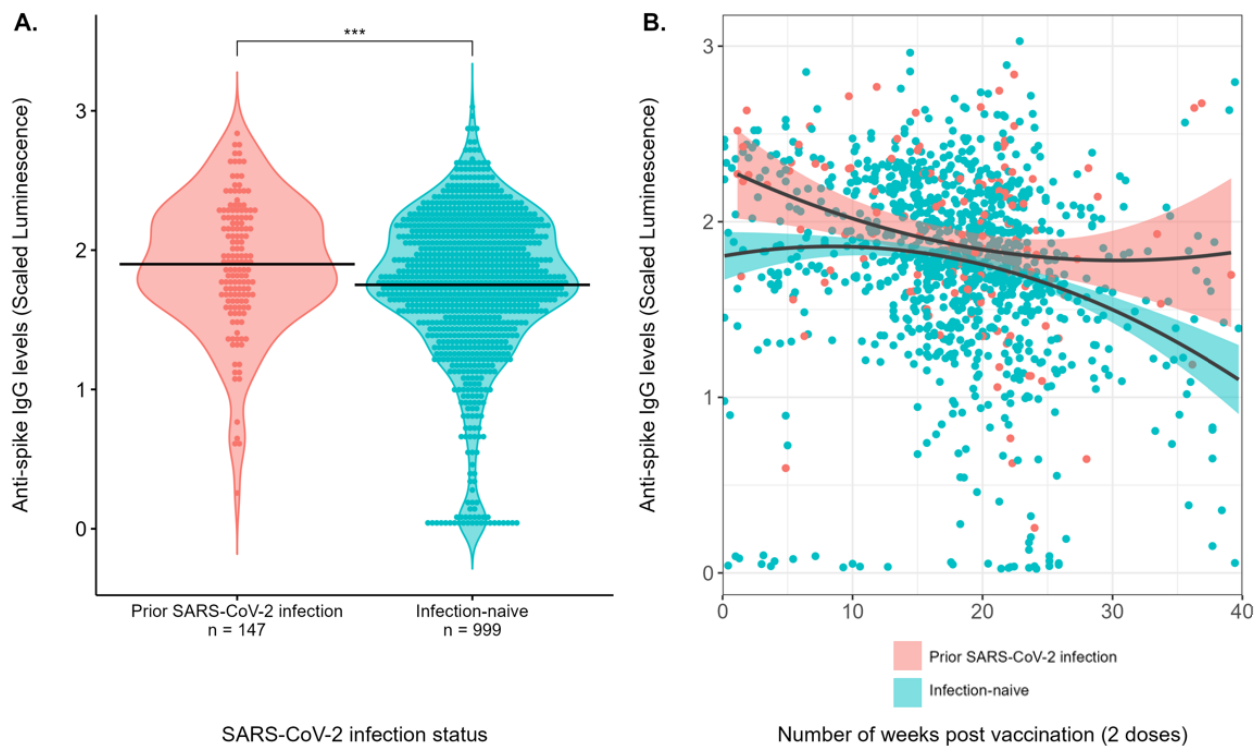 A.
***
Anti-spike IgG levels (Scaled Luminescence)
3
2
1
0
Prior SARS-CoV-2 infection
n = 147
Infection-naive
n = 999
SARS-CoV-2 infection status
B.
Anti-spike IgG levels (Scaled Luminescence)
3
2
1
0
0 10 20 30 40
Prior SARS-CoV-2 infection
Infection-naive
Number of weeks post vaccination (2 doses)